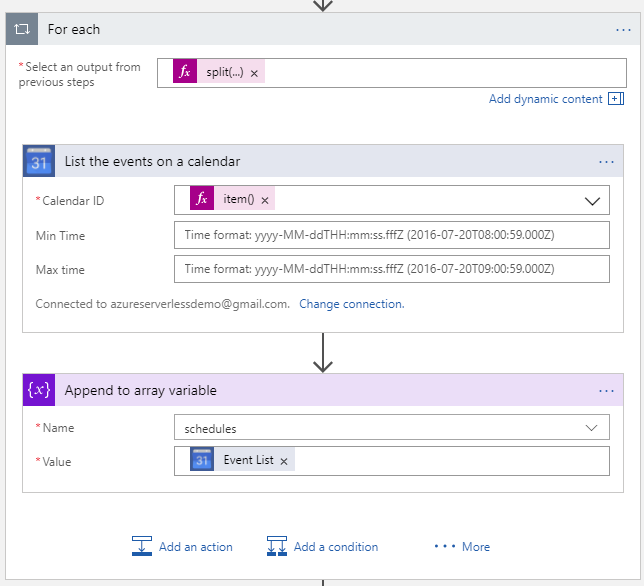 For each
*Select an output from
previous steps
fx split(...) ×
Add dynamic content
31 List the events on a calendar
*Calendar ID
fx item() ×
Min Time
Time format: yyyy-MM-ddTHH:mm:ss.fffZ (2016-07-20T08:00:59.000Z)
Max time
Time format: yyyy-MM-ddTHH:mm:ss.fffZ (2016-07-20T09:00:59.000Z)
Connected to azureserverlessdemo@gmail.com. Change connection.
{x} Append to array variable
*Name
schedules
*Value
31 Event List ×
Add an action
Add a condition
More